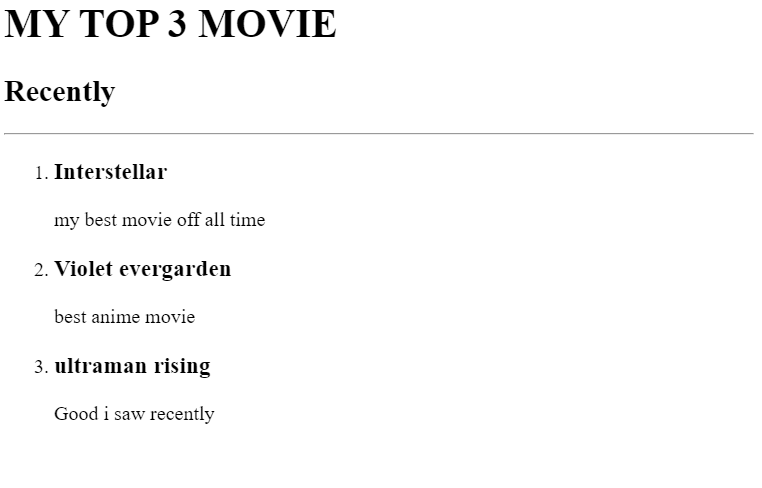 MY TOP 3 MOVIE
Recently
1. Interstellar
my best movie off all time
2. Violet evergarden
best anime movie
3. ultraman rising
Good i saw recently